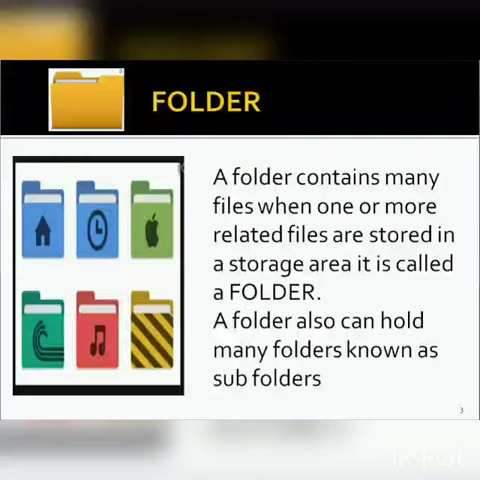 FOLDER
A folder contains many
files when one or more
related files are stored in
a storage area it is called
a FOLDER.
A folder also can hold
many folders known as
sub folders
3